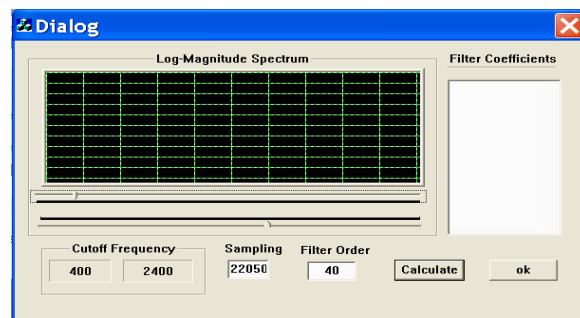 Dialog
Log-Magnitude Spectrum
Filter Coefficients
Cutoff Frequency
Sampling
Filter Order
400
2400
22050
40
Calculate
ok